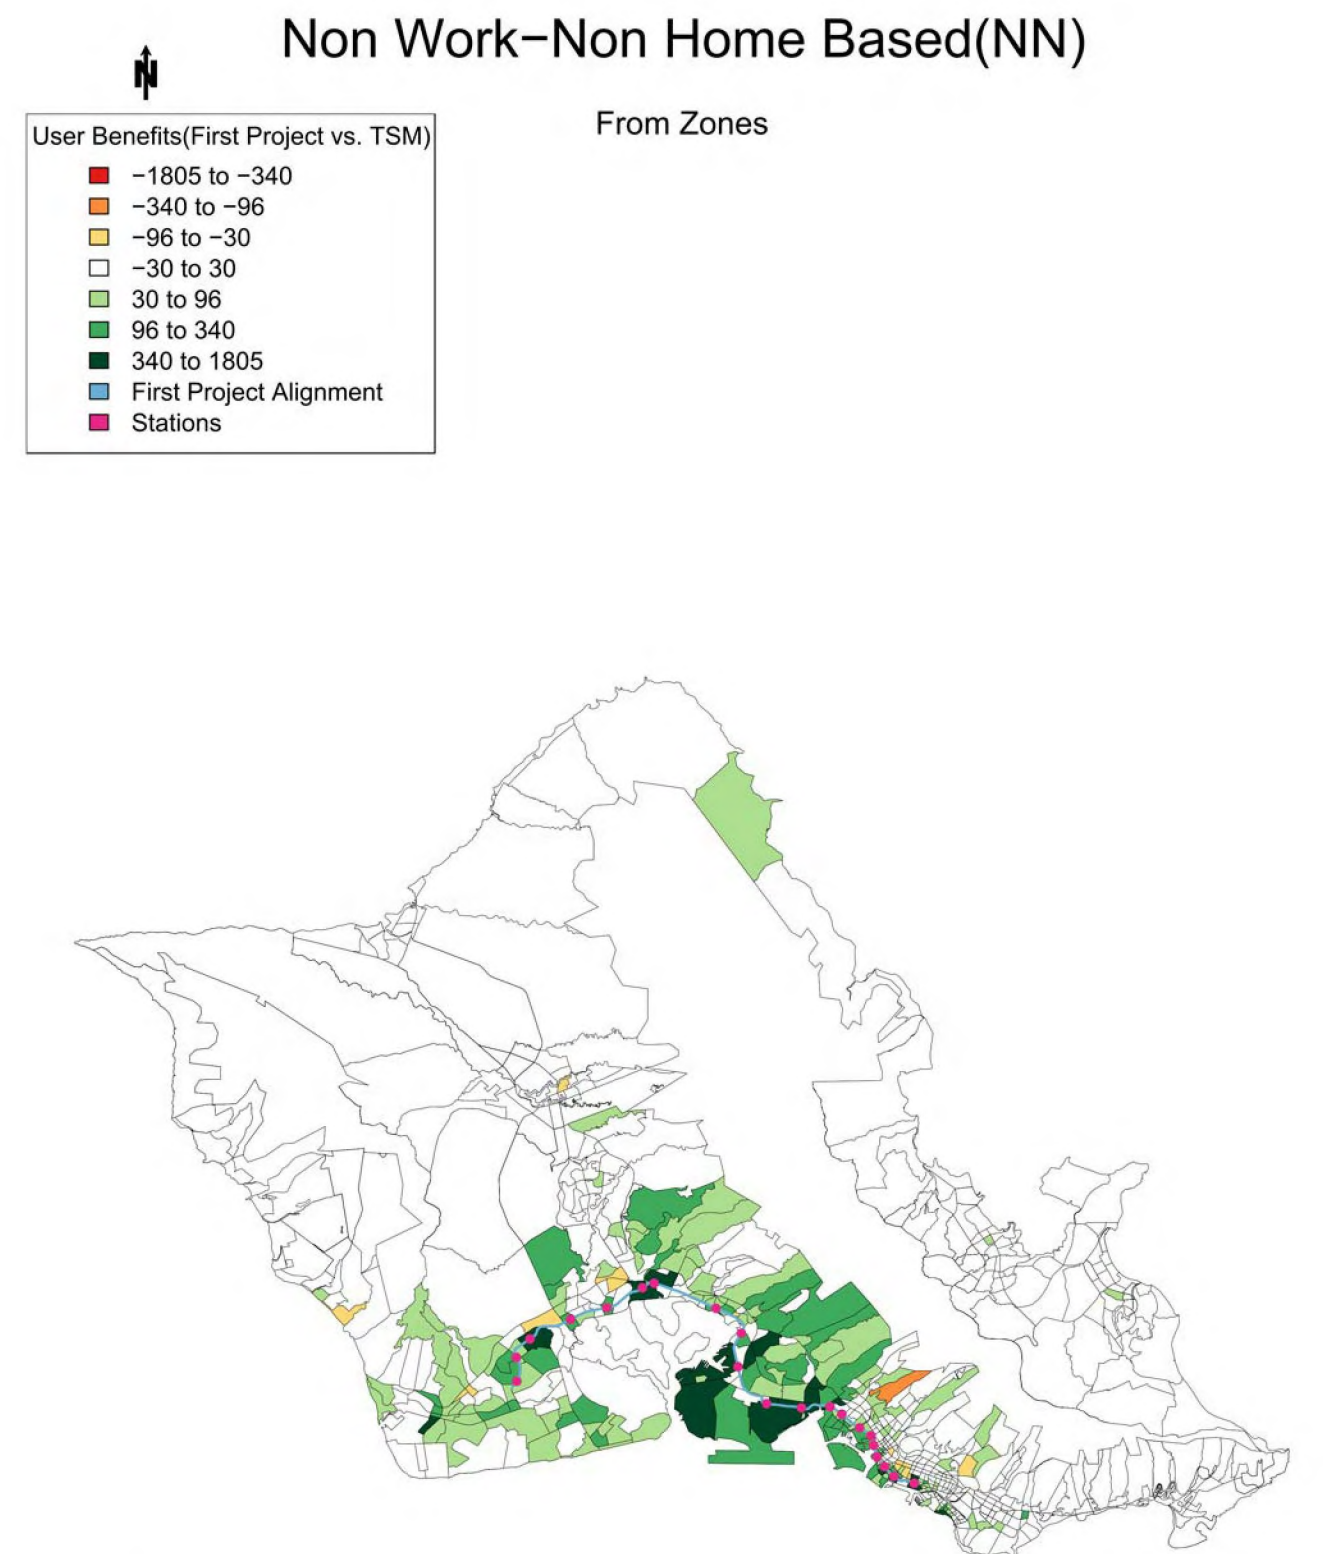 Non Work−Non Home Based(NN)
N
From Zones
User Benefits(First Project vs. TSM)
−1805 to −340
−340 to −96
−96 to −30
−30 to 30
30 to 96
96 to 340
340 to 1805
First Project Alignment
Stations